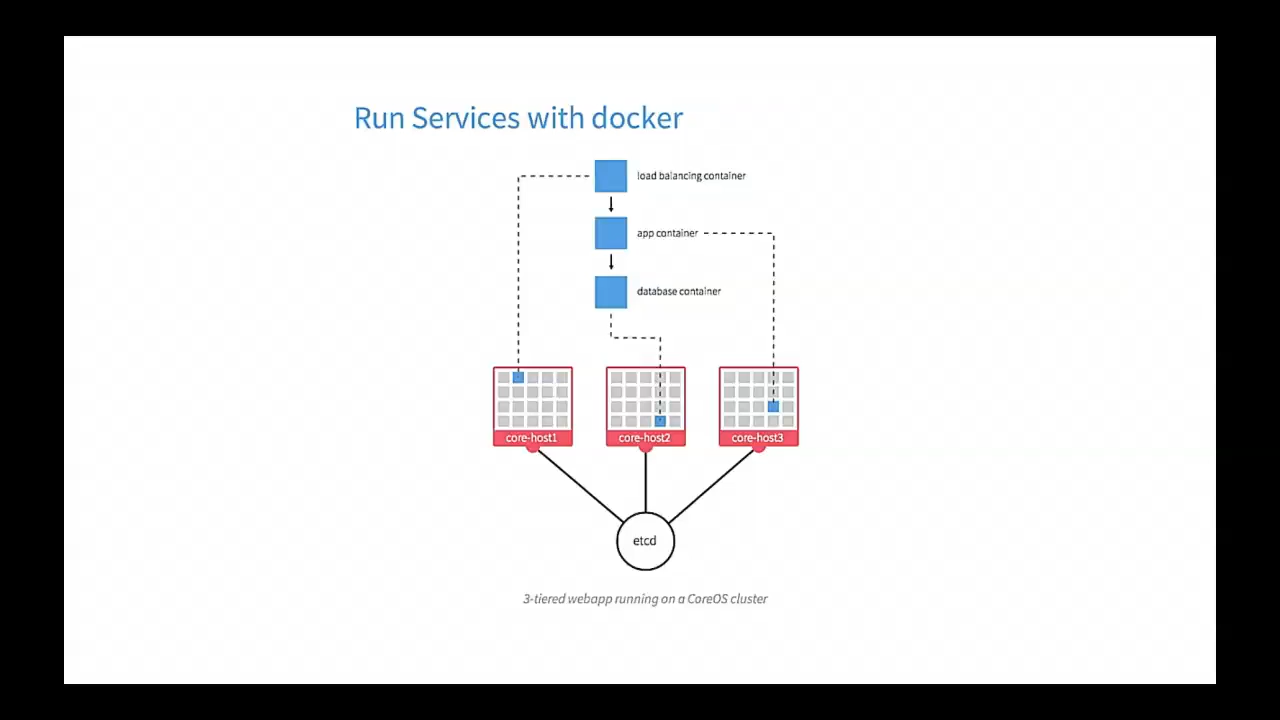 Run Services with docker
load balancing container
app container
database container
core-host1
core-host2
core-host3
etcd
3-tiered webapp running on a CoreOS cluster